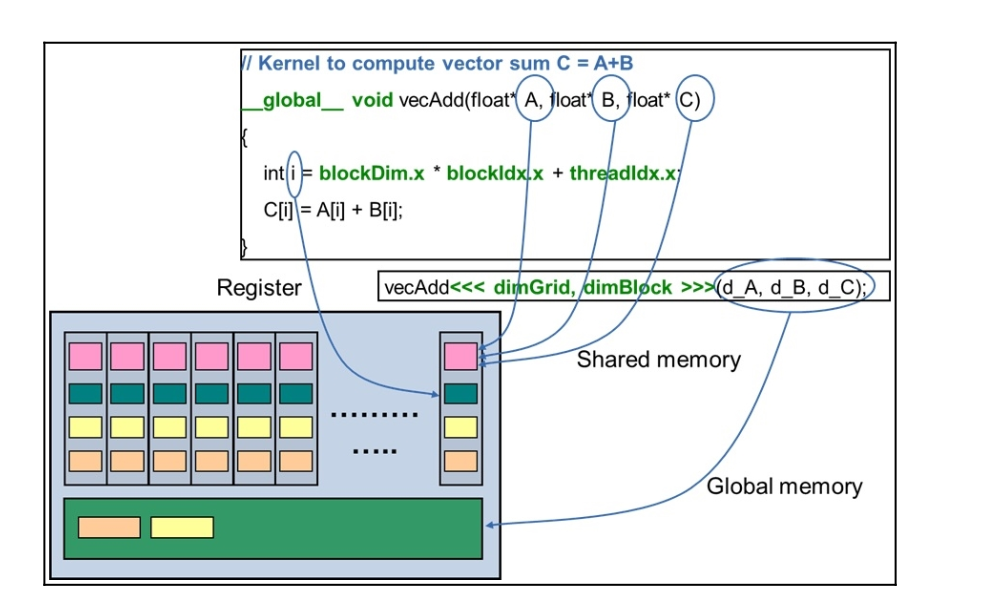 // Kernel to compute vector sum C = A+B
__global__ void vecAdd(float* A, float* B, float* C)
{
int i = blockDim.x * blockIdx.x + threadIdx.x;
C[i] = A[i] + B[i];
}
Register
vecAdd<<< dimGrid, dimBlock >>>(d_A, d_B, d_C);
Shared memory
.........
.....
Global memory